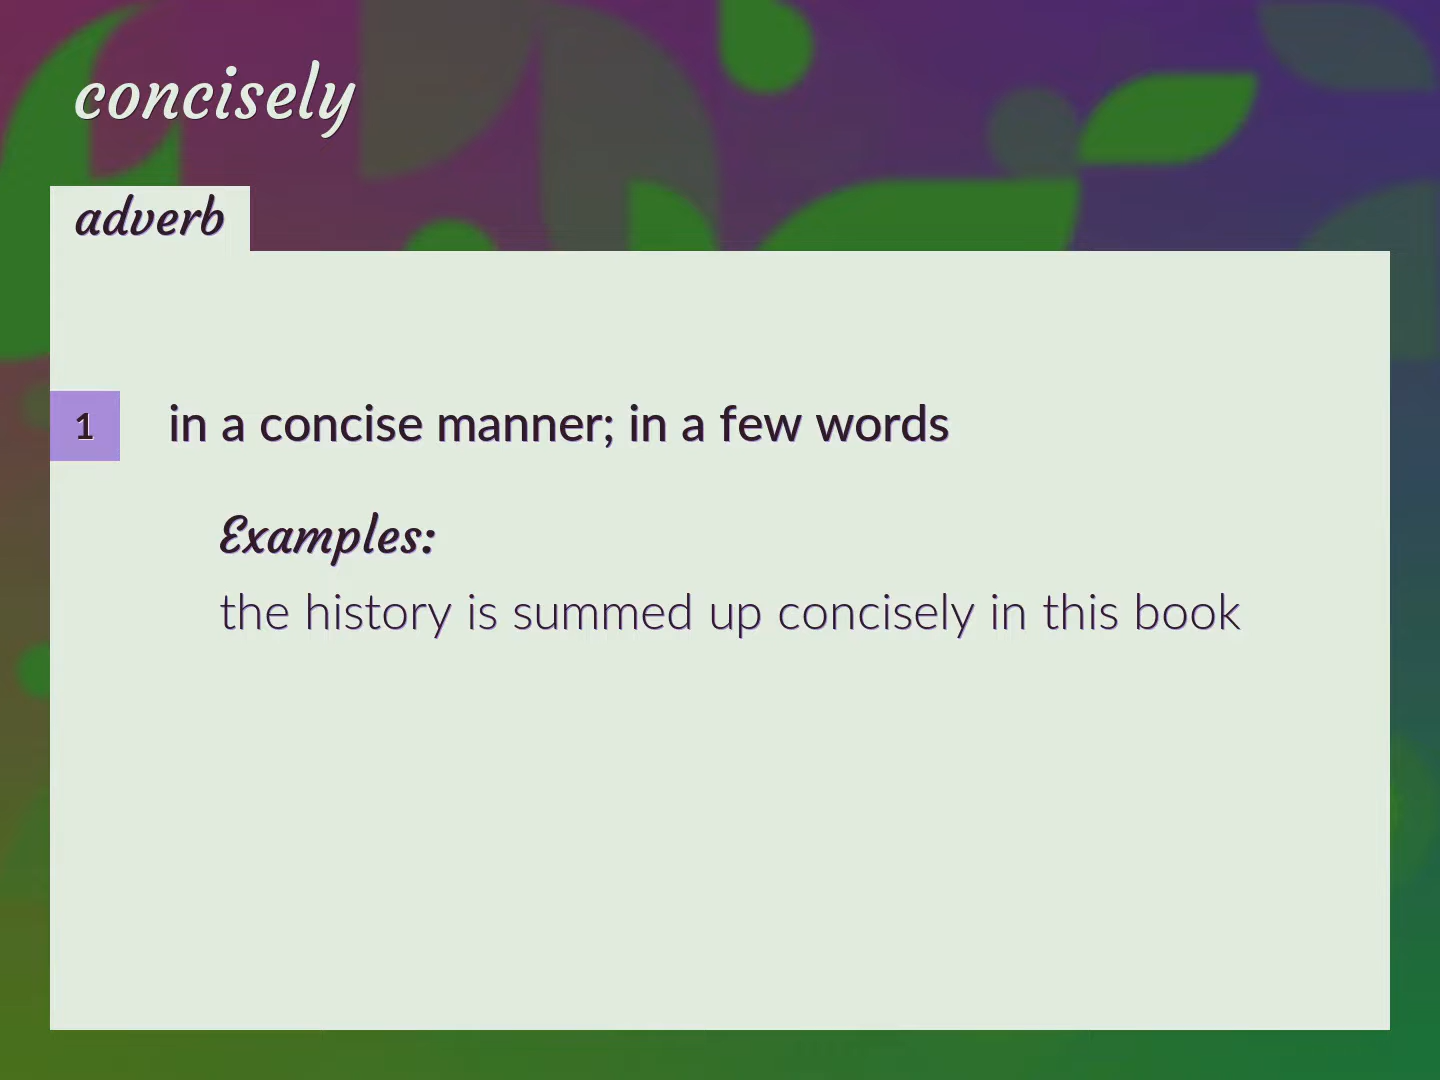 concisely
adverb
1 in a concise manner; in a few words
Examples:
the history is summed up concisely in this book